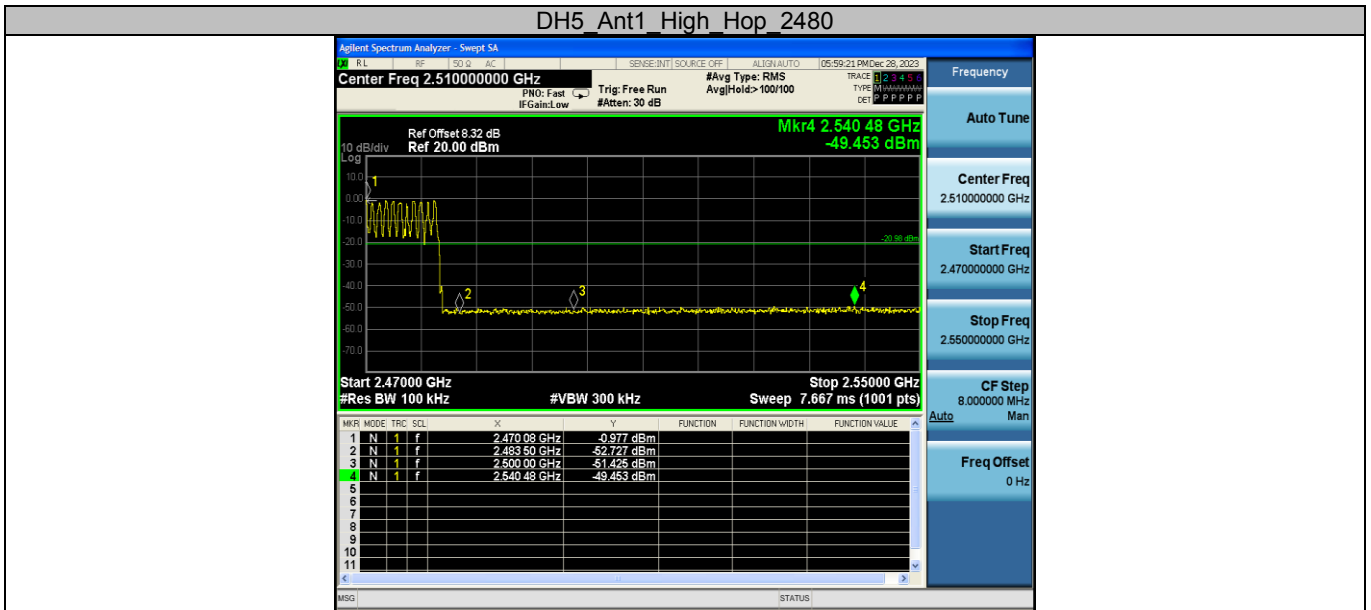 DH5_Ant1_High_Hop_2480
Agilent Spectrum Analyzer - Swept SA
RL RF 50 Ω AC SENSE:INT SOURCE OFF ALIGN AUTO 05:59:21 PM Dec 28, 2023
Center Freq 2.510000000 GHz
PNO: Fast
IFGain:Low
Trig: Free Run
#Atten: 30 dB
#Avg Type: RMS
Avg|Hold:> 100/100
TRACE 1 2 3 4 5 6
TYPE M
DET P P P P P P
Mkr4 2.540 48 GHz
-49.453 dBm
Ref Offset 8.32 dB
10 dB/div Ref 20.00 dBm
Log
10.0
0.00
-10.0
-20.0
-30.0
-40.0
-50.0
-60.0
-70.0
1
2
3
4
-20.98 dBm
Start 2.47000 GHz Stop 2.55000 GHz
#Res BW 100 kHz #VBW 300 kHz Sweep 7.667 ms (1001 pts)
MKR MODE TRC SCL X Y FUNCTION FUNCTION WIDTH FUNCTION VALUE
1 N 1 f 2.470 08 GHz -0.977 dBm
2 N 1 f 2.483 50 GHz -52.727 dBm
3 N 1 f 2.500 00 GHz -51.425 dBm
4 N 1 f 2.540 48 GHz -49.453 dBm
5
6
7
8
9
10
11
MSG STATUS
Frequency
Auto Tune
Center Freq
2.510000000 GHz
Start Freq
2.470000000 GHz
Stop Freq
2.550000000 GHz
CF Step
8.000000 MHz
Auto Man
Freq Offset
0 Hz